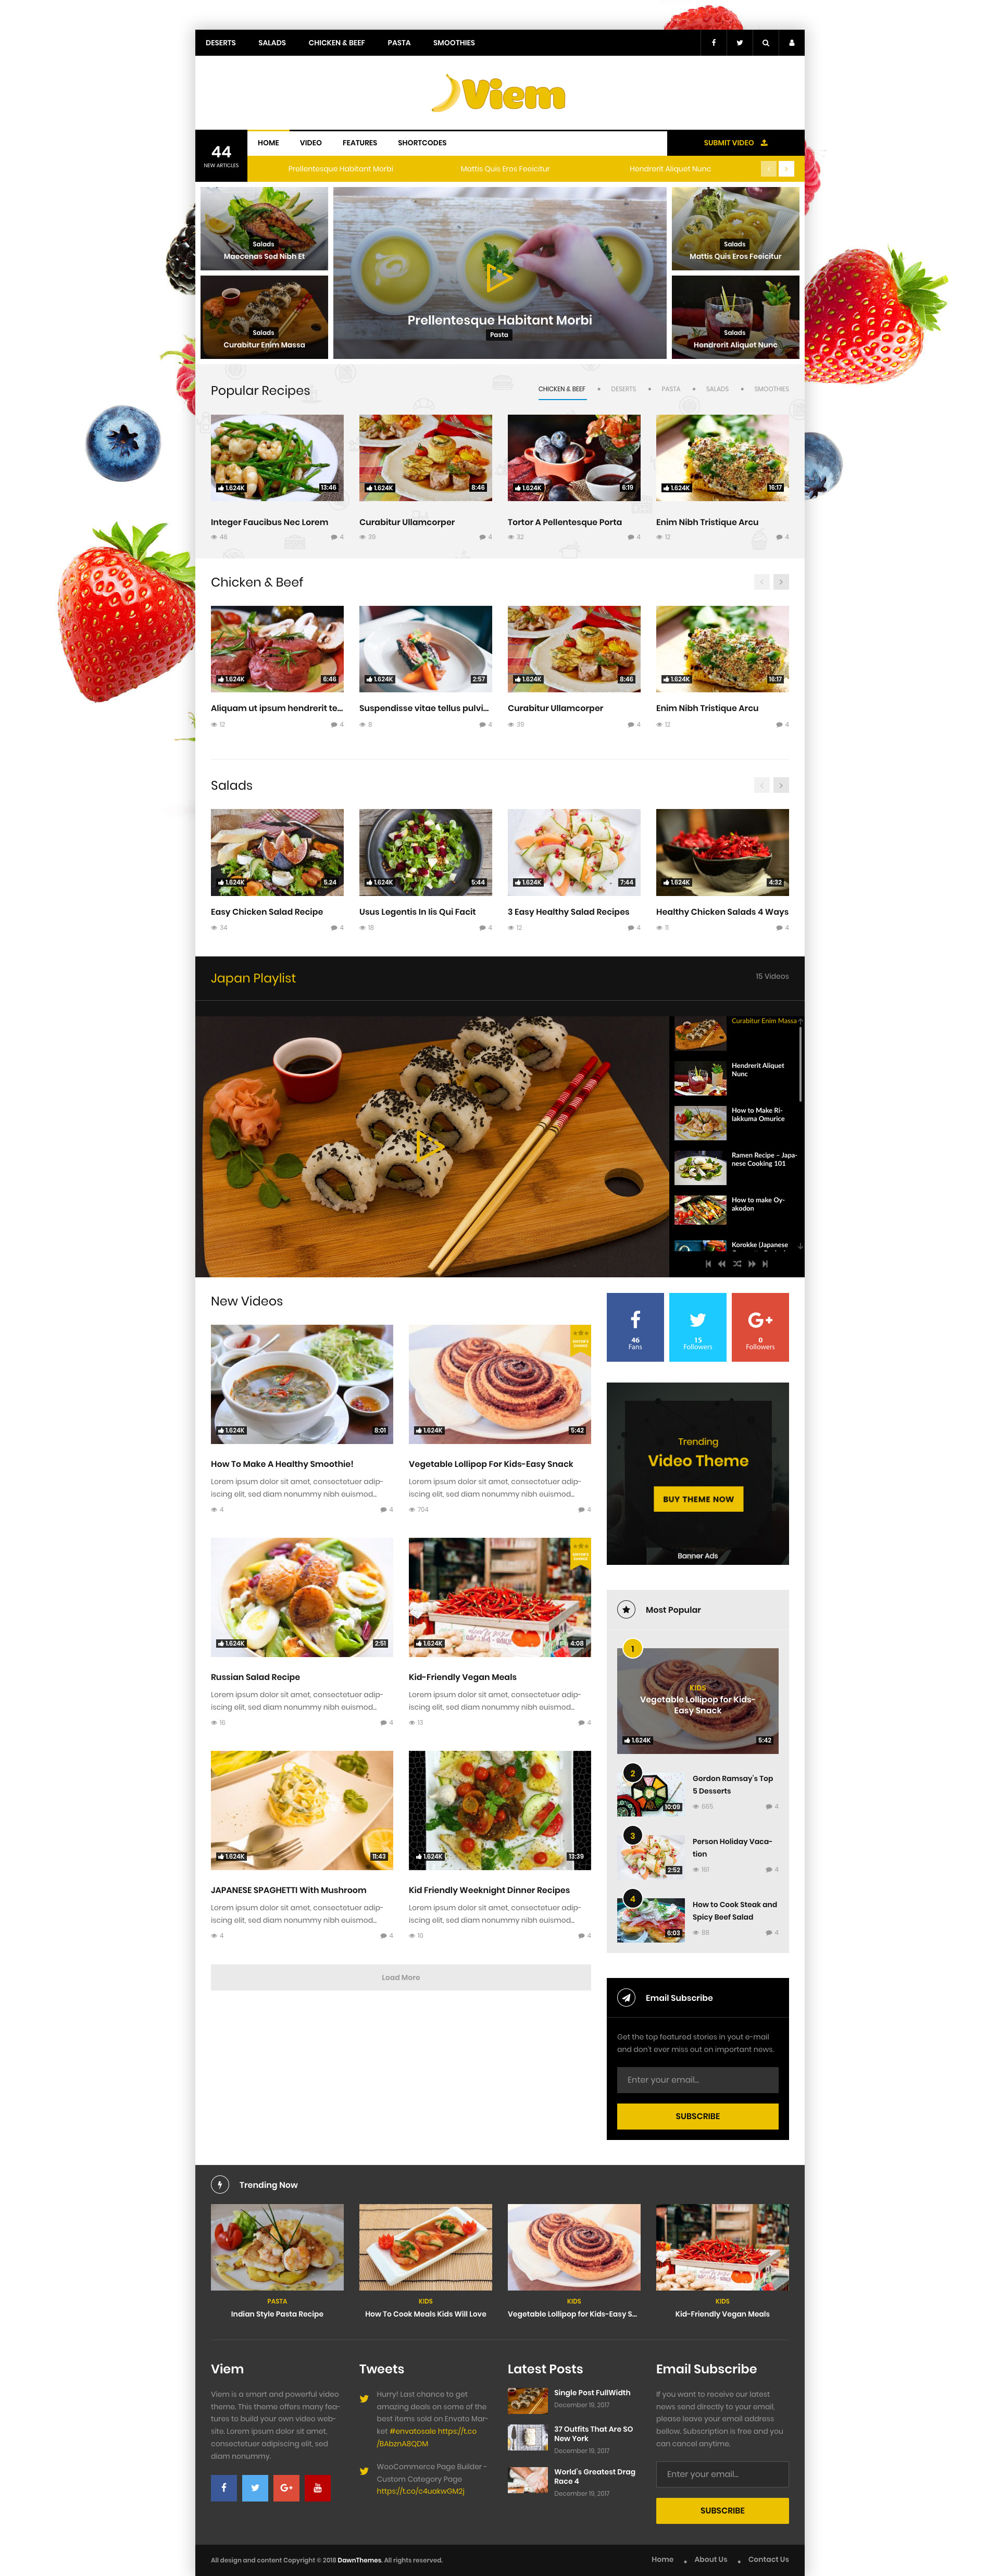 DESERTS SALADS CHICKEN & BEEF PASTA SMOOTHIES
Viem
44
NEW ARTICLES
HOME VIDEO FEATURES SHORTCODES
SUBMIT VIDEO
Prellentesque Habitant Morbi
Mattis Quis Eros Feeicitur
Hendrerit Aliquet Nunc
Salads
Maecenas Sed Nibh Et
Salads
Curabitur Enim Massa
Prellentesque Habitant Morbi
Pasta
Salads
Mattis Quis Eros Feeicitur
Salads
Hendrerit Aliquet Nunc
Popular Recipes
CHICKEN & BEEF DESERTS PASTA SALADS SMOOTHIES
1.624K 13:46
1.624K 8:46
1.624K 6:19
1.624K 16:17
Integer Faucibus Nec Lorem
46 4
Curabitur Ullamcorper
39 4
Tortor A Pellentesque Porta
32 4
Enim Nibh Tristique Arcu
12 4
Chicken & Beef
1.624K 6:46
1.624K 2:57
1.624K 8:46
1.624K 16:17
Aliquam ut ipsum hendrerit te...
12 4
Suspendisse vitae tellus pulvi...
8 4
Curabitur Ullamcorper
39 4
Enim Nibh Tristique Arcu
12 4
Salads
1.624K 5:24
1.624K 5:44
1.624K 7:44
1.624K 4:32
Easy Chicken Salad Recipe
34 4
Usus Legentis In Iis Qui Facit
18 4
3 Easy Healthy Salad Recipes
12 4
Healthy Chicken Salads 4 Ways
11 4
Japan Playlist
15 Videos
Curabitur Enim Massa
Hendrerit Aliquet
Nunc
How to Make Ri-
lakkuma Omurice
Ramen Recipe – Japa-
nese Cooking 101
How to make Oy-
akodon
Korokke (Japanese
New Videos
1.624K 8:01
1.624K 5:42
How To Make A Healthy Smoothie!
Lorem ipsum dolor sit amet, consectetuer adip-
iscing elit, sed diam nonummy nibh euismod...
4 4
Vegetable Lollipop For Kids-Easy Snack
Lorem ipsum dolor sit amet, consectetuer adip-
iscing elit, sed diam nonummy nibh euismod...
704 4
1.624K 2:51
1.624K 4:08
Russian Salad Recipe
Lorem ipsum dolor sit amet, consectetuer adip-
iscing elit, sed diam nonummy nibh euismod...
16 4
Kid-Friendly Vegan Meals
Lorem ipsum dolor sit amet, consectetuer adip-
iscing elit, sed diam nonummy nibh euismod...
13 4
1.624K 11:43
1.624K 13:39
JAPANESE SPAGHETTI With Mushroom
Lorem ipsum dolor sit amet, consectetuer adip-
iscing elit, sed diam nonummy nibh euismod...
4 4
Kid Friendly Weeknight Dinner Recipes
Lorem ipsum dolor sit amet, consectetuer adip-
iscing elit, sed diam nonummy nibh euismod...
10 4
Load More
46
Fans
15
Followers
G+
0
Followers
Trending
Video Theme
BUY THEME NOW
Banner Ads
Most Popular
1
KIDS
Vegetable Lollipop for Kids-
Easy Snack
1.624K 5:42
2
10:09
Gordon Ramsay's Top
5 Desserts
665 4
3
2:52
Person Holiday Vaca-
tion
161 4
4
6:03
How to Cook Steak and
Spicy Beef Salad
88 4
Email Subscribe
Get the top featured stories in yout e-mail
and don't ever miss out on important news.
Enter your email...
SUBSCRIBE
Trending Now
PASTA
Indian Style Pasta Recipe
KIDS
How To Cook Meals Kids Will Love
KIDS
Vegetable Lollipop for Kids-Easy S...
KIDS
Kid-Friendly Vegan Meals
Viem
Viem is a smart and powerful video
theme. This theme offers many fea-
tures to build your own video web-
site. Lorem ipsum dolor sit amet,
consectetuer adipiscing elit, sed
diam nonummy.
G+
You
Tube
Tweets
Hurry! Last chance to get
amazing deals on some of the
best items sold on Envato Mar-
ket #envatosale https://t.co
/8AbznA8QDM
WooCommerce Page Builder -
Custom Category Page
https://t.co/c4uakwGM2j
Latest Posts
Single Post FullWidth
December 19, 2017
37 Outfits That Are SO
New York
December 19, 2017
World's Greatest Drag
Race 4
December 19, 2017
Email Subscribe
If you want to receive our latest
news send directly to your email,
please leave your email address
bellow. Subscription is free and you
can cancel anytime.
Enter your email...
SUBSCRIBE
All design and content Copyright © 2018 DawnThemes. All rights reserved.
Home About Us Contact Us